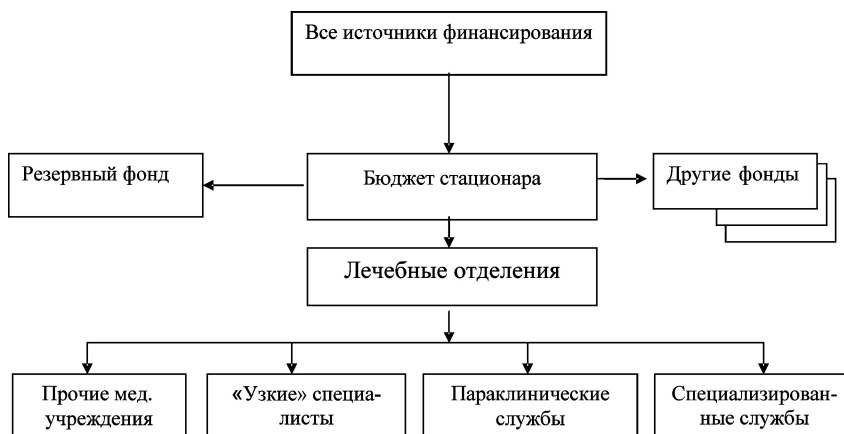 Все источники финансирования
Резервный фонд
Бюджет стационара
Другие фонды
Лечебные отделения
Прочие мед.
учреждения
«Узкие» специа-
листы
Параклинические
службы
Специализирован-
ные службы